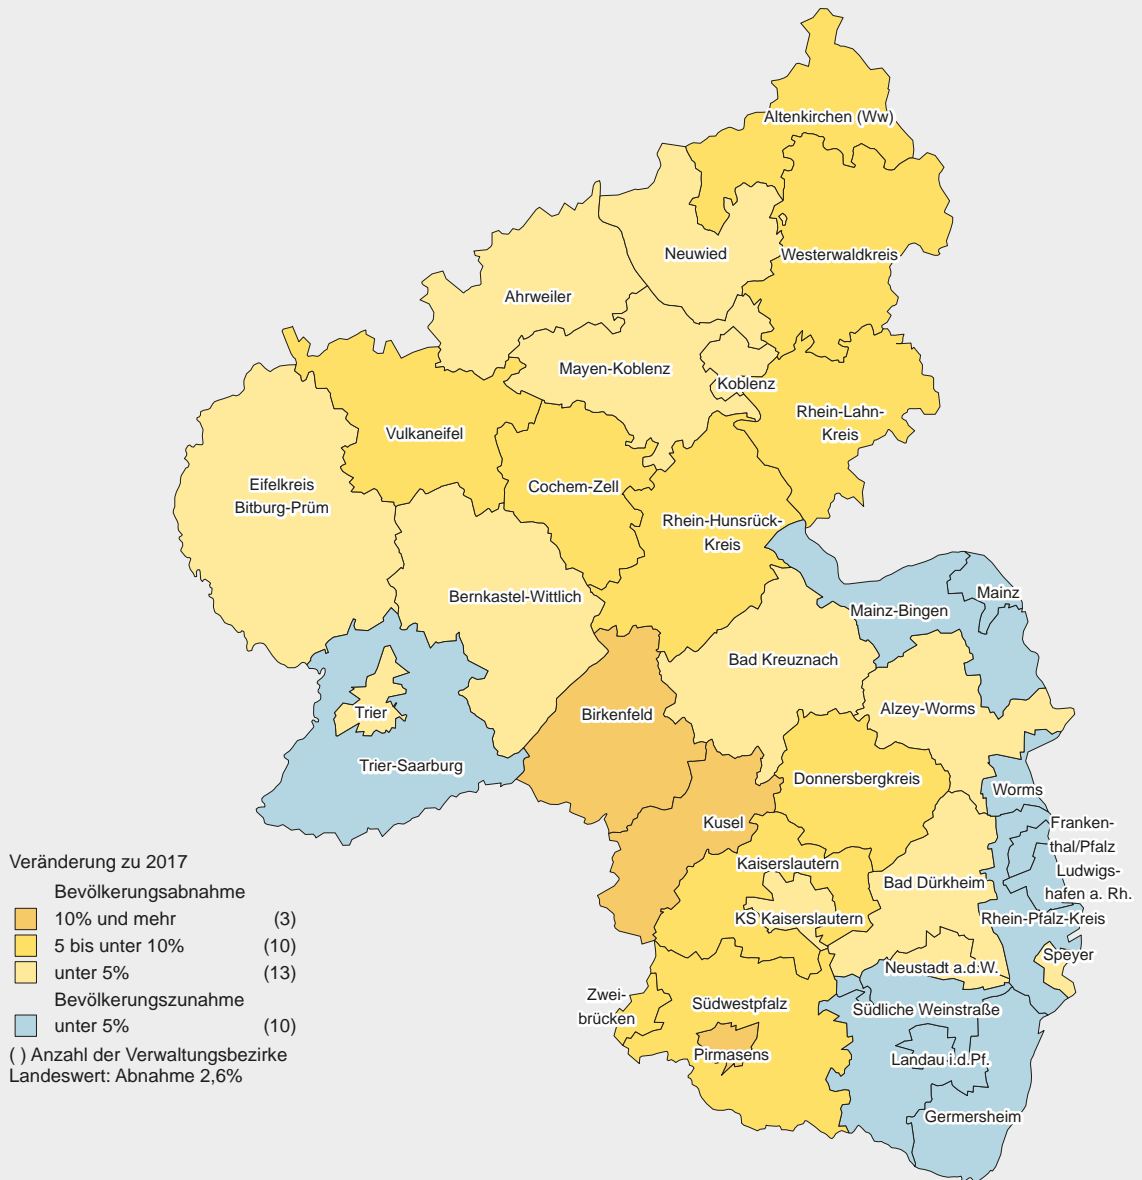 Altenkirchen (Ww)
Neuwied
Westerwaldkreis
Ahrweiler
Mayen-Koblenz
Koblenz
Rhein-Lahn-
Kreis
Vulkaneifel
Cochem-Zell
Eifelkreis
Bitburg-Prüm
Rhein-Hunsrück-
Kreis
Bernkastel-Wittlich
Mainz
Mainz-Bingen
Bad Kreuznach
Alzey-Worms
Birkenfeld
Trier
Trier-Saarburg
Donnersbergkreis
Worms
Kusel
Franken-
thal/Pfalz
Kaiserslautern
Ludwigs-
hafen a. Rh.
Bad Dürkheim
KS Kaiserslautern
Rhein-Pfalz-Kreis
Speyer
Neustadt a.d.W.
Zwei-
brücken
Südwestpfalz
Südliche Weinstraße
Pirmasens
Landau i.d.Pf.
Germersheim
Veränderung zu 2017
Bevölkerungsabnahme
10% und mehr (3)
5 bis unter 10% (10)
unter 5% (13)
Bevölkerungszunahme
unter 5% (10)
( ) Anzahl der Verwaltungsbezirke
Landeswert: Abnahme 2,6%